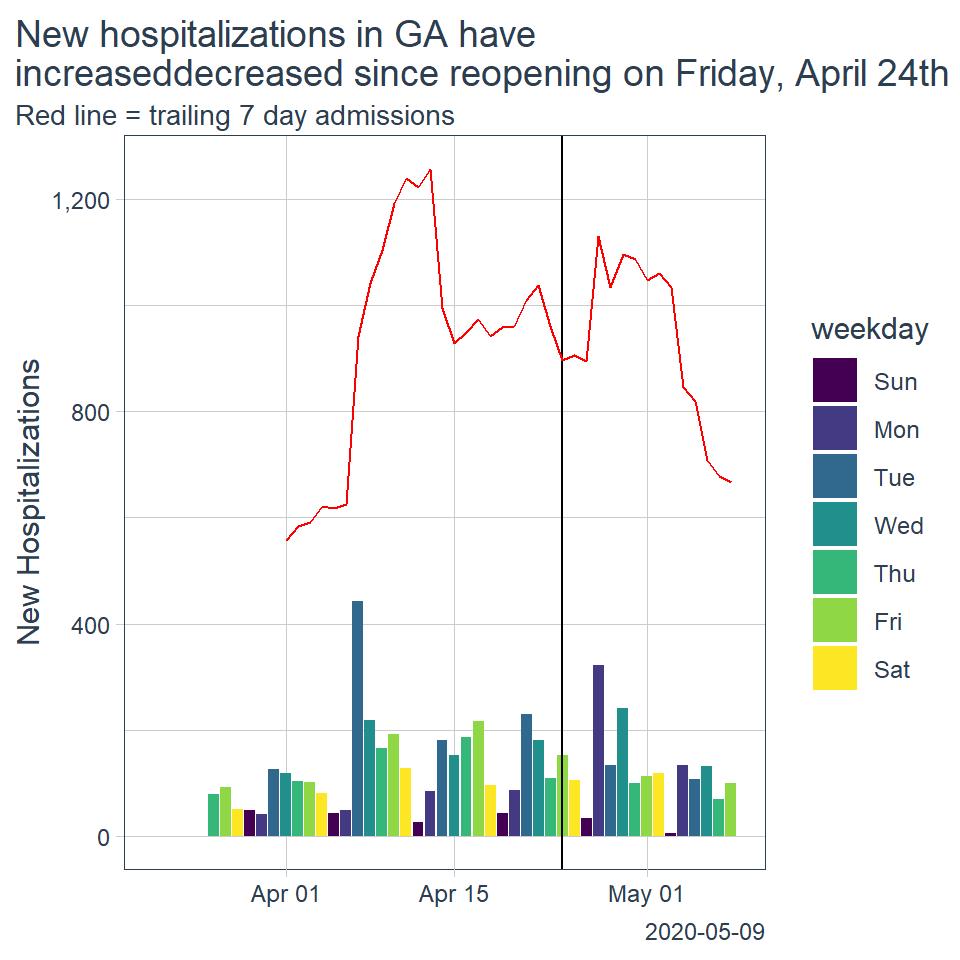 New hospitalizations in GA have
increaseddecreased since reopening on Friday, April 24th
Red line = trailing 7 day admissions
New Hospitalizations
1,200
800
400
0
Apr 01
Apr 15
May 01
2020-05-09
weekday
Sun
Mon
Tue
Wed
Thu
Fri
Sat